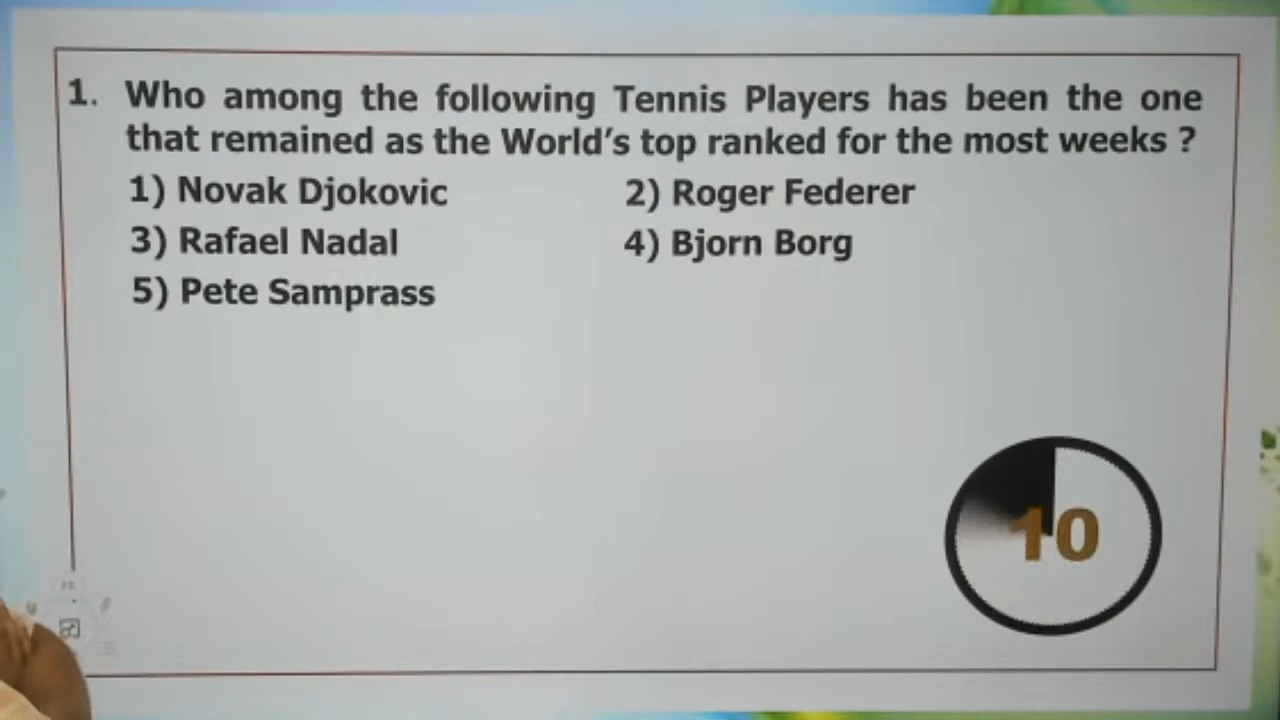 1. Who among the following Tennis Players has been the one
that remained as the World's top ranked for the most weeks ?
1) Novak Djokovic 2) Roger Federer
3) Rafael Nadal 4) Bjorn Borg
5) Pete Samprass
10